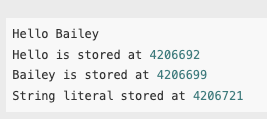 Hello Bailey
Hello is stored at 4206692
Bailey is stored at 4206699
String literal stored at 4206721